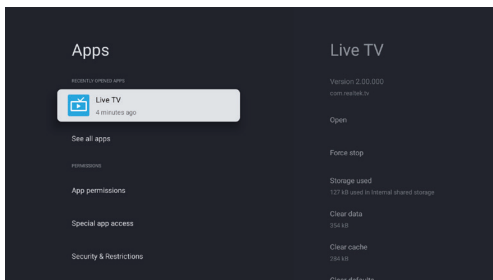 Apps
RECENTLY OPENED APPS
Live TV
4 minutes ago
See all apps
PERMISSIONS
App permissions
Special app access
Security & Restrictions
Live TV
Version 2.00.000
com.realtek.tv
Open
Force stop
Storage used
127 kB used in Internal shared storage
Clear data
254 kB
Clear cache
284 kB
Clear defaults